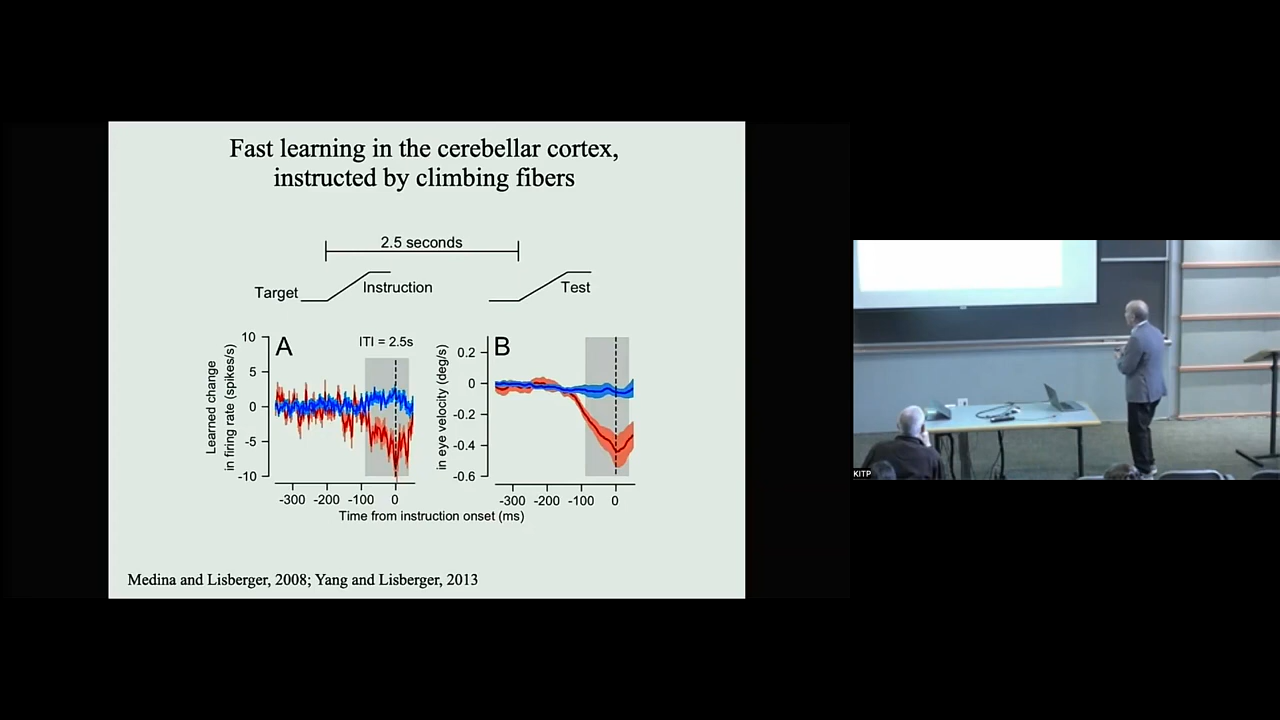 Fast learning in the cerebellar cortex,
instructed by climbing fibers
2.5 seconds
Target
Instruction
Test
A
ITI = 2.5s
Learned change
in firing rate (spikes/s)
10
5
0
-5
-10
-300 -200 -100 0
B
in eye velocity (deg/s)
0.2
0
-0.2
-0.4
-0.6
-300 -200 -100 0
Time from instruction onset (ms)
Medina and Lisberger, 2008; Yang and Lisberger, 2013
KITP